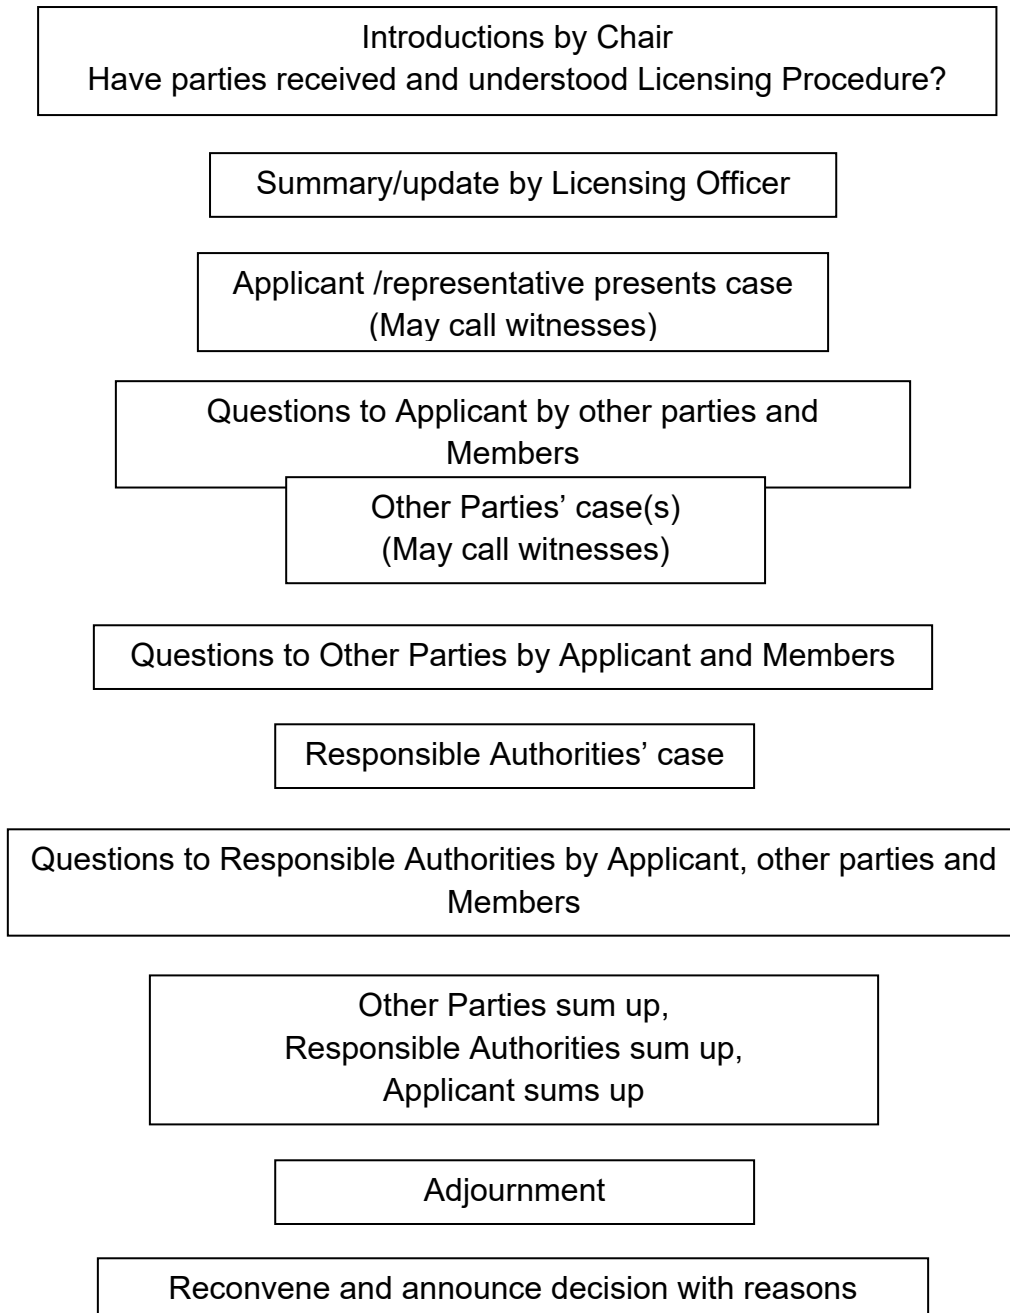 Introductions by Chair
Have parties received and understood Licensing Procedure?
Summary/update by Licensing Officer
Applicant /representative presents case
(May call witnesses)
Questions to Applicant by other parties and
Members
Other Parties’ case(s)
(May call witnesses)
Questions to Other Parties by Applicant and Members
Responsible Authorities’ case
Questions to Responsible Authorities by Applicant, other parties and
Members
Other Parties sum up,
Responsible Authorities sum up,
Applicant sums up
Adjournment
Reconvene and announce decision with reasons